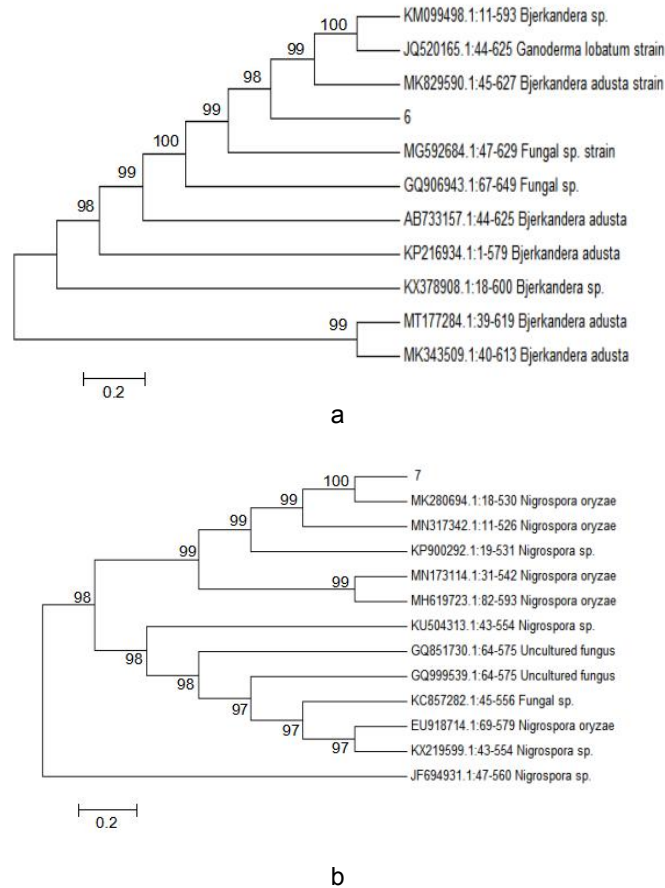 100
KM099498.1:11-593 Bjerkandera sp.
99
JQ520165.1:44-625 Ganoderma lobatum strain
98
MK829590.1:45-627 Bjerkandera adusta strain
99
6
100
MG592684.1:47-629 Fungal sp. strain
99
GQ906943.1:67-649 Fungal sp.
98
AB733157.1:44-625 Bjerkandera adusta
KP216934.1:1-579 Bjerkandera adusta
KX378908.1:18-600 Bjerkandera sp.
99
MT177284.1:39-619 Bjerkandera adusta
MK343509.1:40-613 Bjerkandera adusta
0.2
a
100
7
99
MK280694.1:18-530 Nigrospora oryzae
99
MN317342.1:11-526 Nigrospora oryzae
99
KP900292.1:19-531 Nigrospora sp.
99
MN173114.1:31-542 Nigrospora oryzae
98
MH619723.1:82-593 Nigrospora oryzae
KU504313.1:43-554 Nigrospora sp.
98
GQ851730.1:64-575 Uncultured fungus
98
GQ999539.1:64-575 Uncultured fungus
97
KC857282.1:45-556 Fungal sp.
97
EU918714.1:69-579 Nigrospora oryzae
97
KX219599.1:43-554 Nigrospora sp.
JF694931.1:47-560 Nigrospora sp.
0.2
b